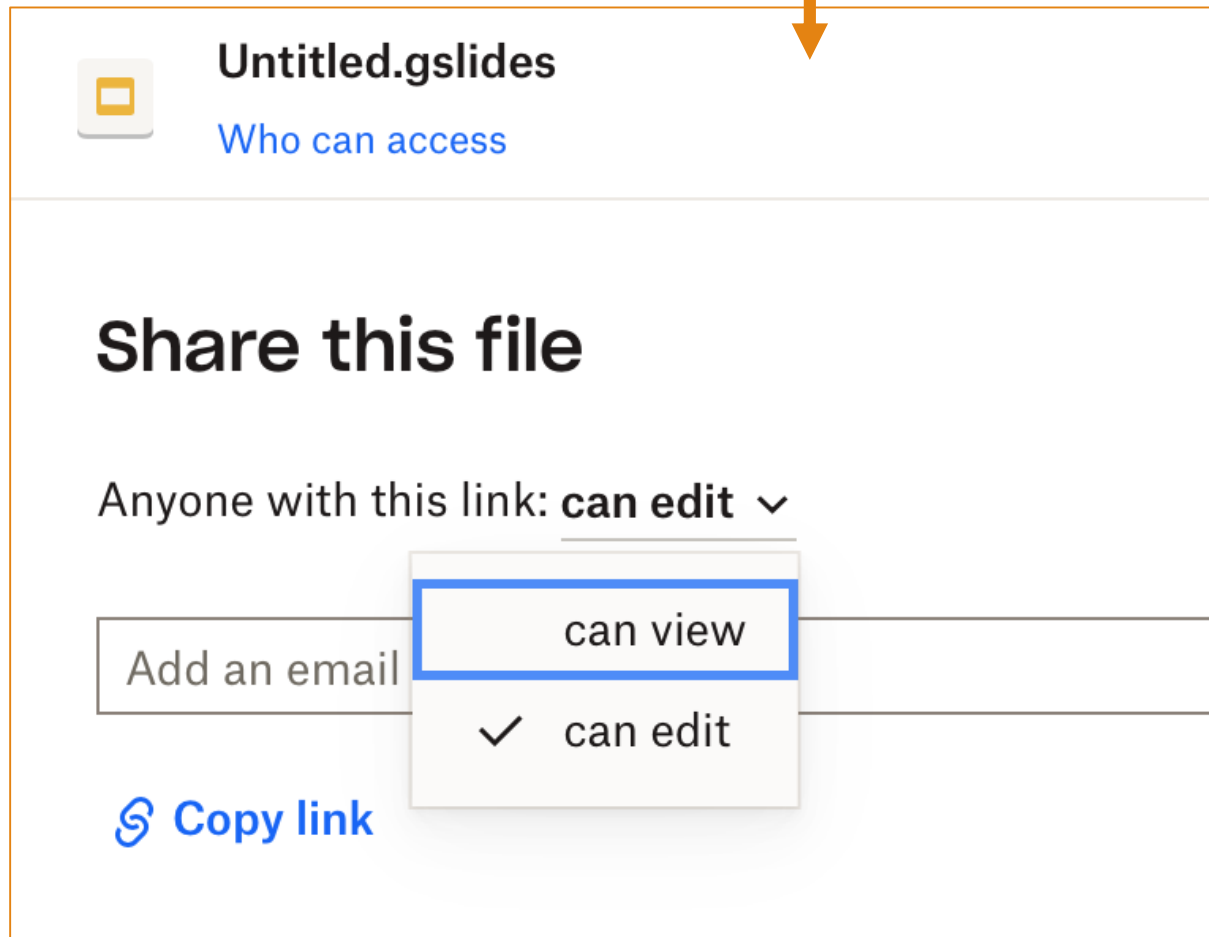 Untitled.gslides
Who can access
Share this file
Anyone with this link: can edit
can view
Add an email
can edit
Copy link